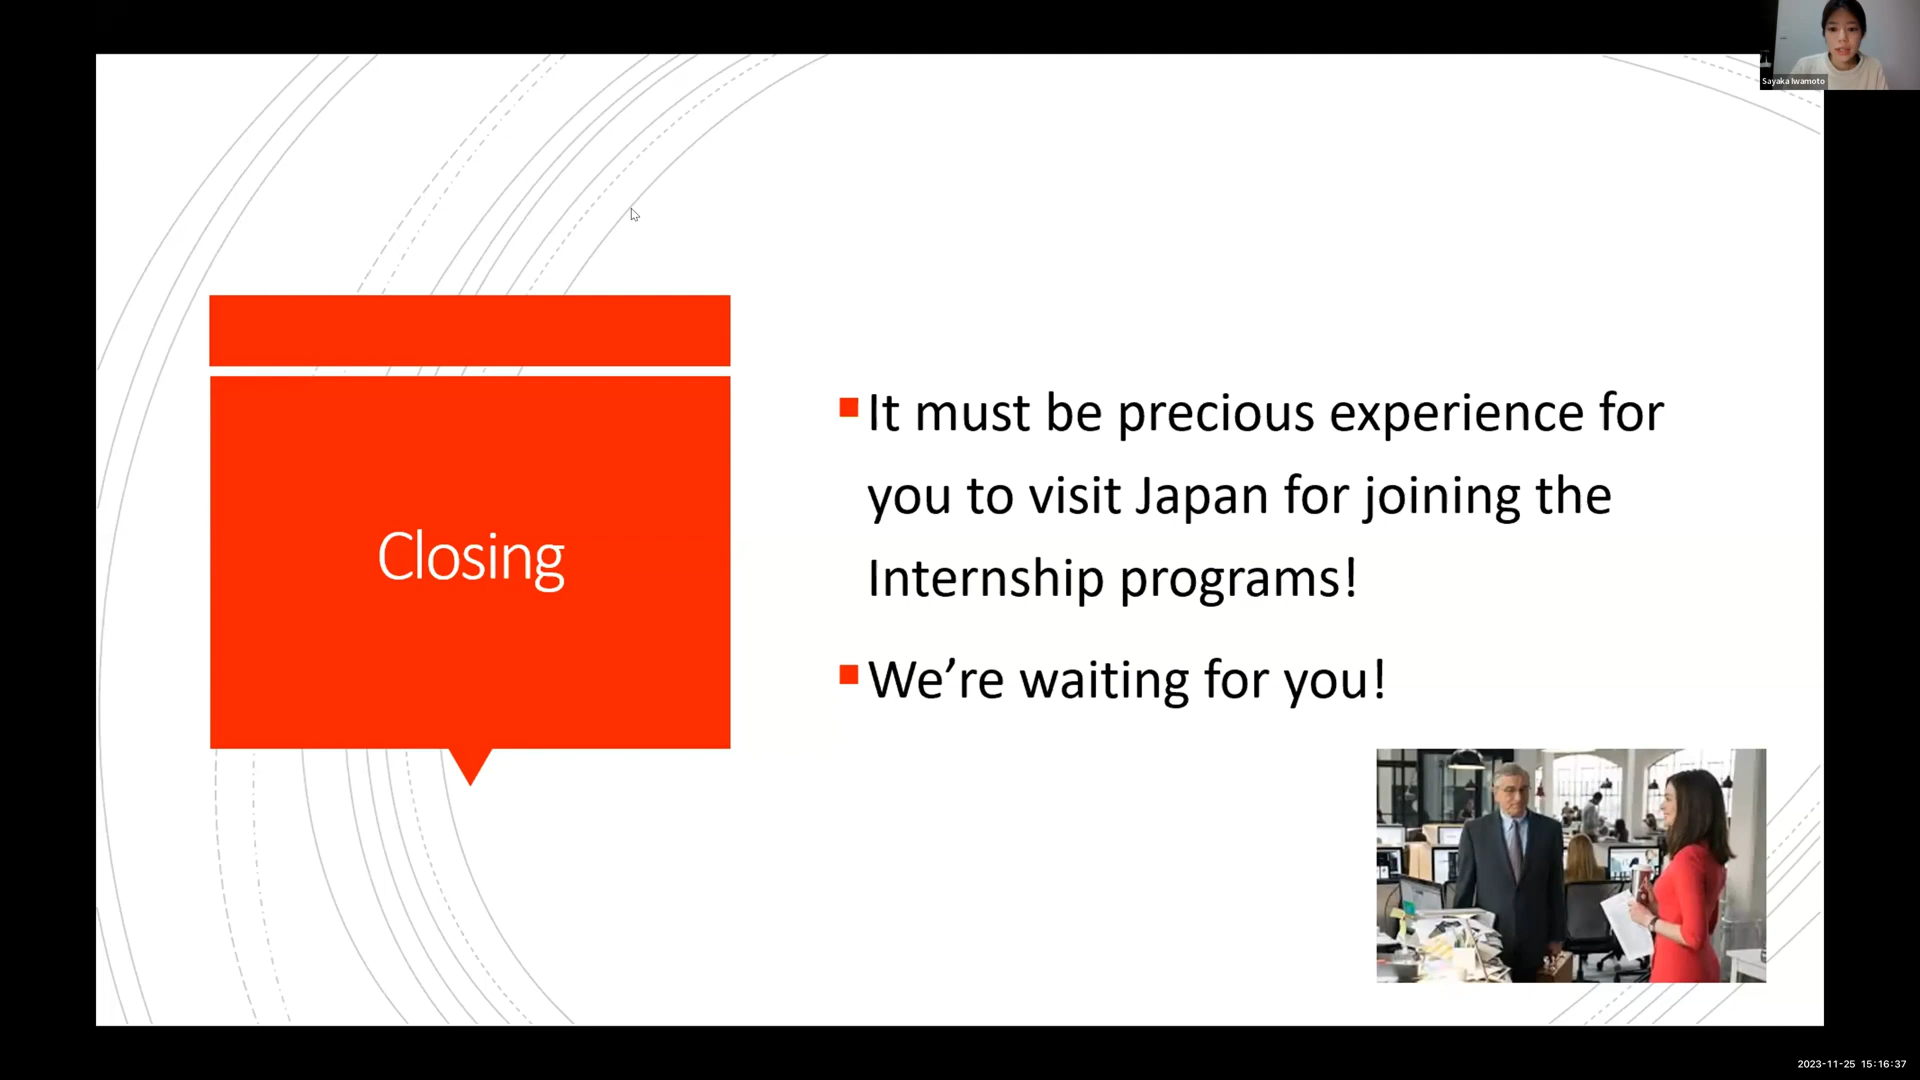 Sayaka Iwamoto
Closing
It must be precious experience for
you to visit Japan for joining the
Internship programs!
We’re waiting for you!
2023-11-25 15:16:37